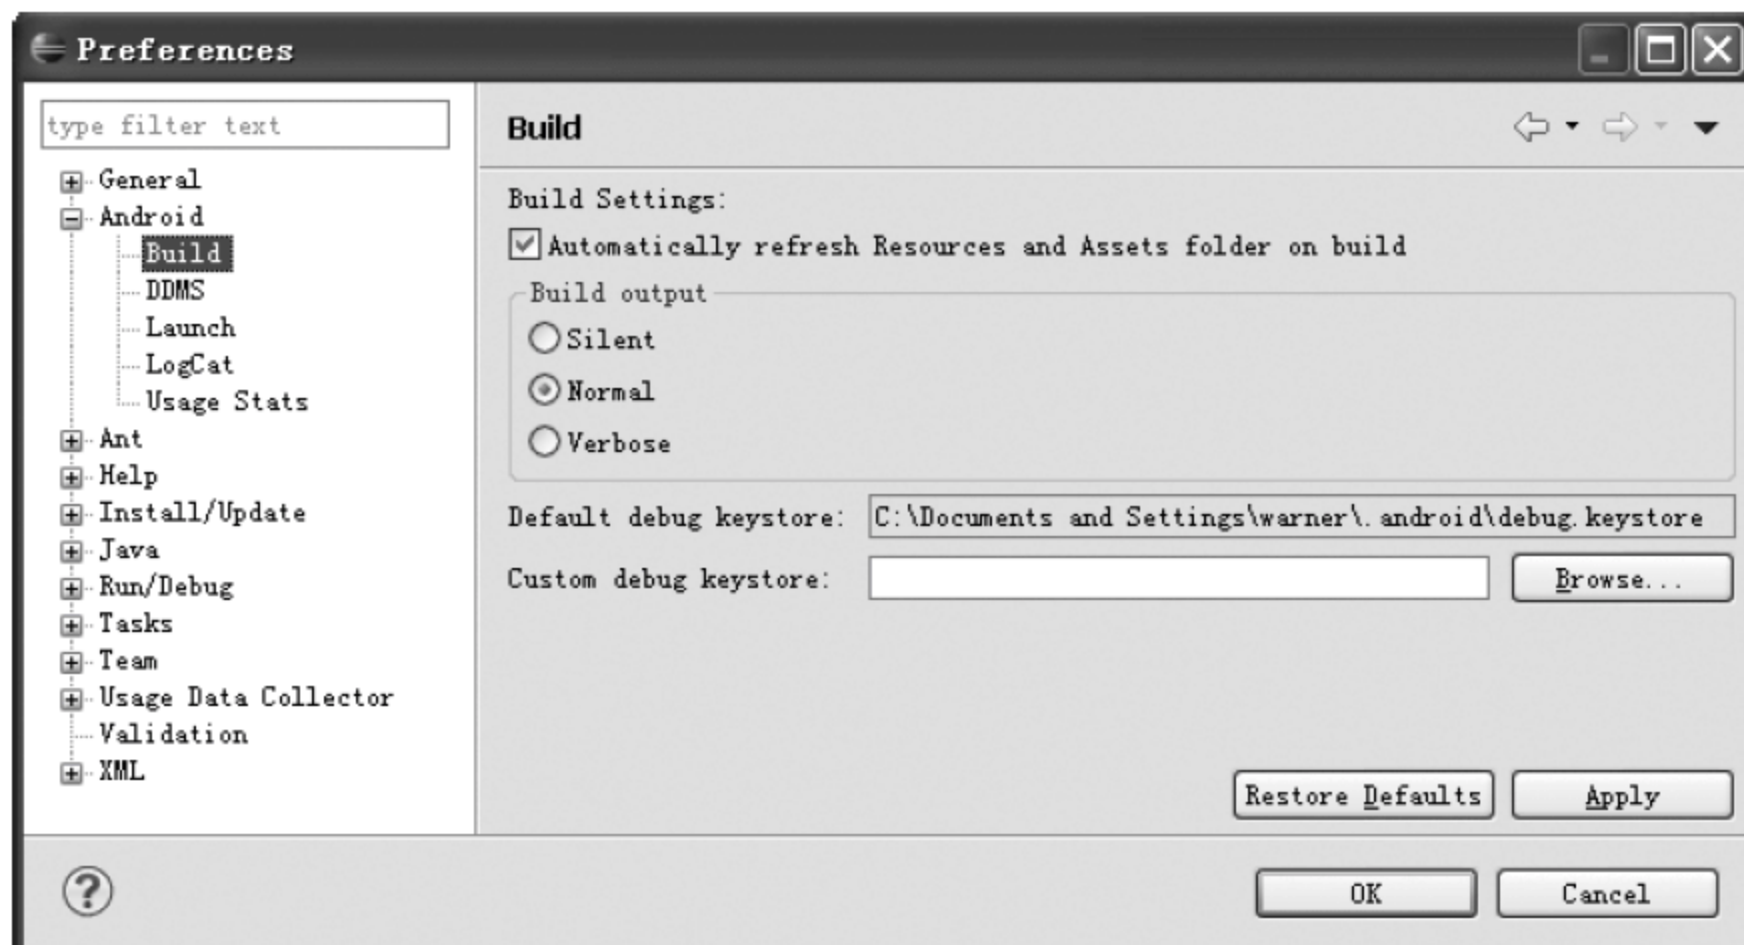 Preferences
type filter text
General
Android
Build
DDMS
Launch
LogCat
Usage Stats
Ant
Help
Install/Update
Java
Run/Debug
Tasks
Team
Usage Data Collector
Validation
XML
Build
Build Settings:
Automatically refresh Resources and Assets folder on build
Build output
Silent
Normal
Verbose
Default debug keystore: C:\Documents and Settings\warner\.android\debug.keystore
Custom debug keystore: Browse...
Restore Defaults Apply
? OK Cancel